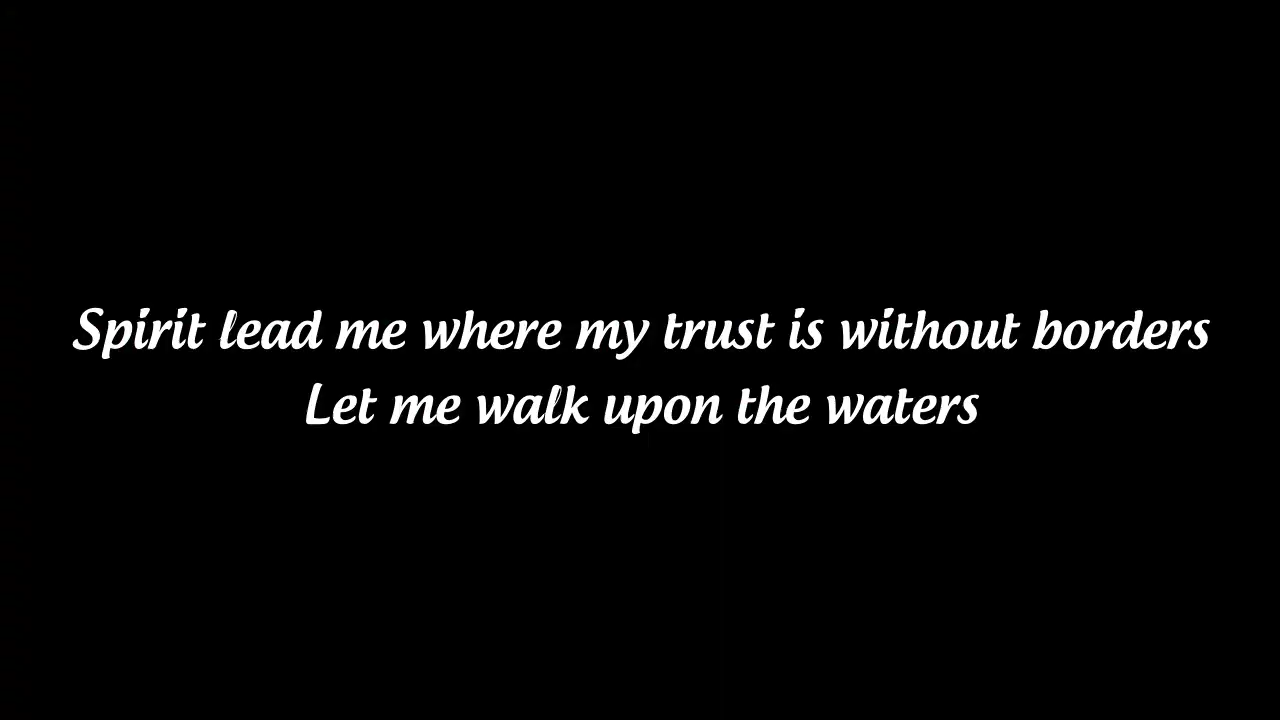 Spirit lead me where my trust is without borders
Let me walk upon the waters